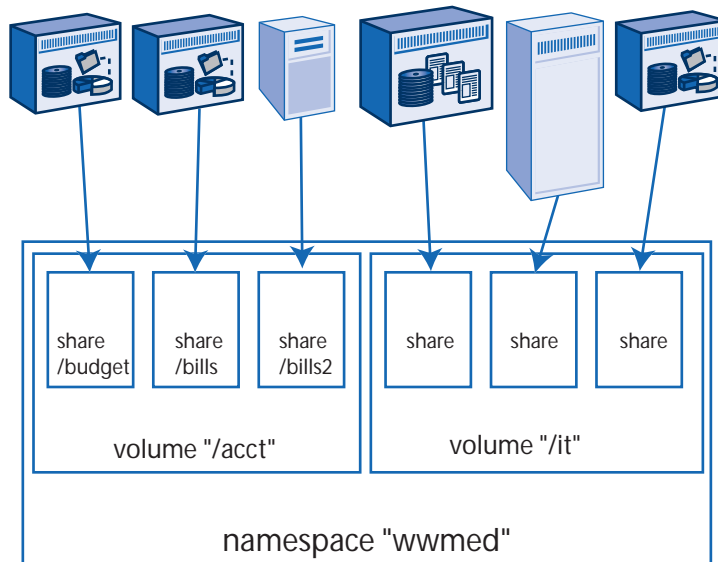 share
/budget
share
/bills
share
/bills2
share
share
share
volume "/acct"
volume "/it"
namespace "wwmed"